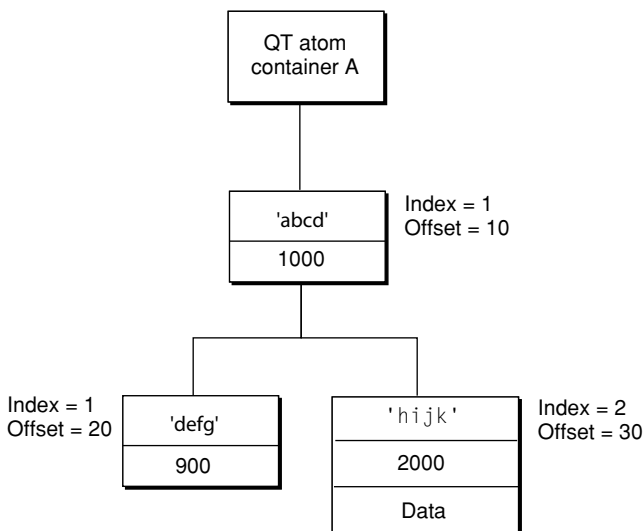 QT atom
container A
'abcd'
1000
Index = 1
Offset = 10
Index = 1
Offset = 20
'defg'
900
'hijk'
2000
Data
Index = 2
Offset = 30